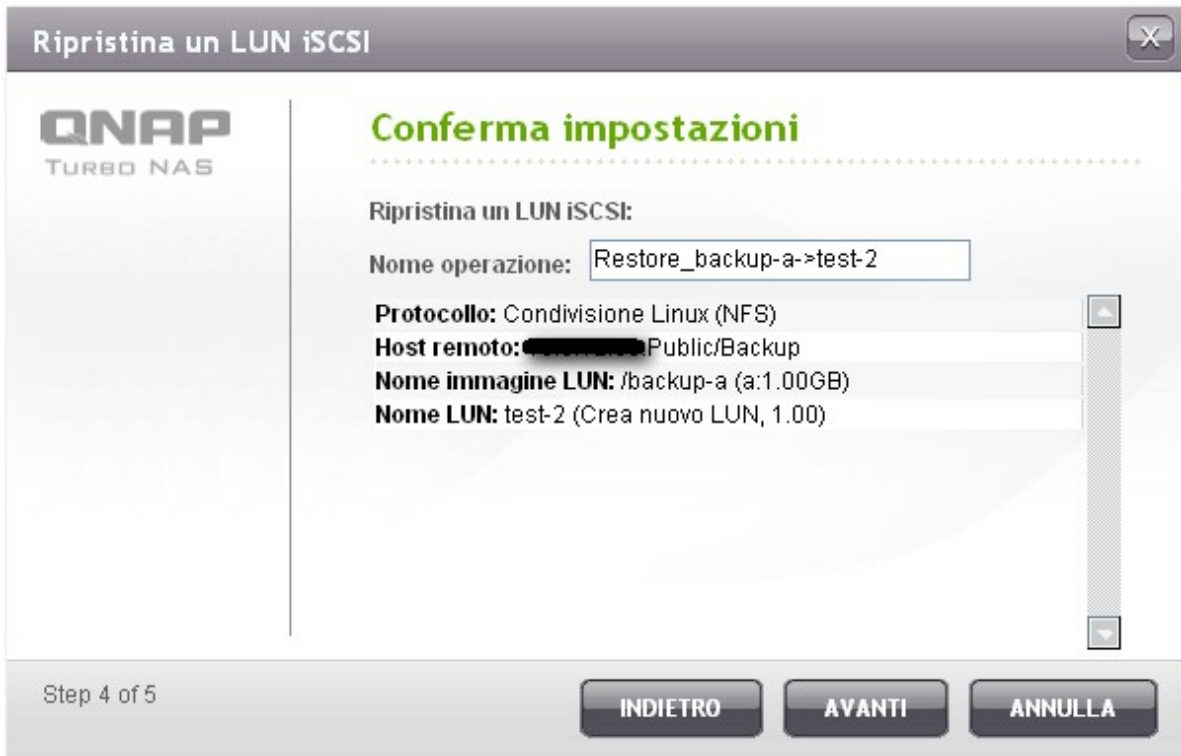 Ripristina un LUN iSCSI
X
QNAP
TURBO NAS
Conferma impostazioni
Ripristina un LUN iSCSI:
Nome operazione: Restore_backup-a->test-2
Protocollo: Condivisione Linux (NFS)
Host remoto: Public/Backup
Nome immagine LUN: /backup-a (a:1.00GB)
Nome LUN: test-2 (Crea nuovo LUN, 1.00)
Step 4 of 5
INDIETRO
AVANTI
ANNULLA